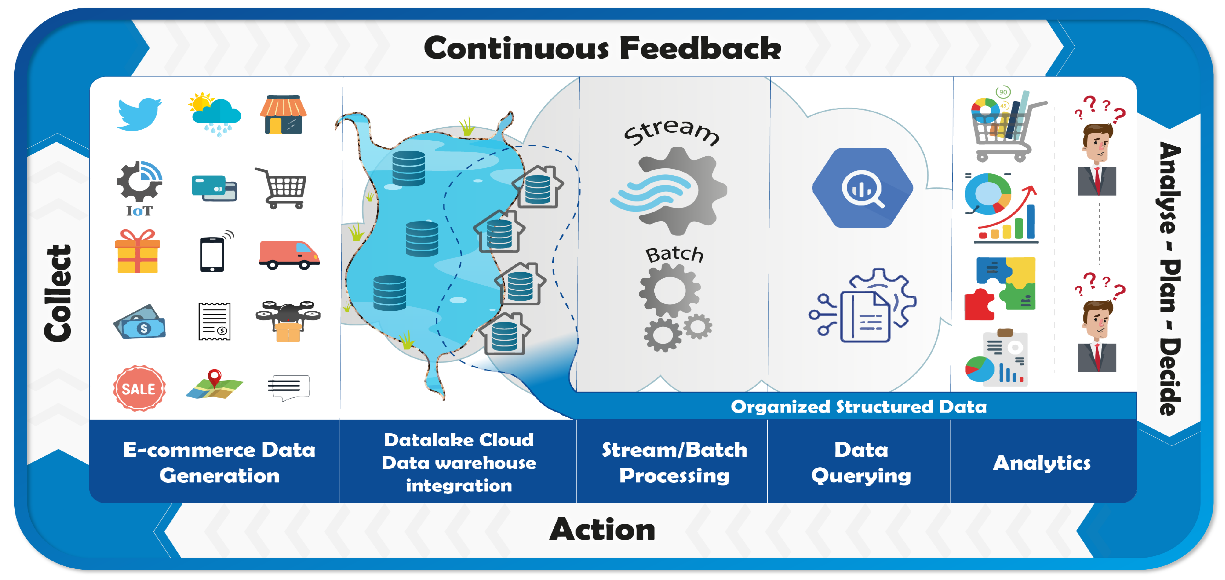 Continuous Feedback
Collect
Analyse - Plan - Decide
IoT
$
$
SALE
Stream
Batch
90
Organized Structured Data
E-commerce Data
Generation
Datalake Cloud
Data warehouse
integration
Stream/Batch
Processing
Data
Querying
Analytics
Action
? ? ? ?
? ? ? ?